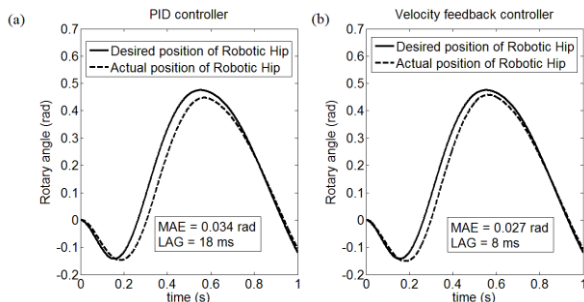 (a)
PID controller
0.7
0.6
0.5
0.4
0.3
0.2
0.1
0
-0.1
-0.2
Rotary angle (rad)
Desired position of Robotic Hip
Actual position of Robotic Hip
MAE = 0.034 rad
LAG = 18 ms
0 0.2 0.4 0.6 0.8 1
time (s)
(b)
Velocity feedback controller
0.7
0.6
0.5
0.4
0.3
0.2
0.1
0
-0.1
-0.2
Rotary angle (rad)
Desired position of Robotic Hip
Actual position of Robotic Hip
MAE = 0.027 rad
LAG = 8 ms
0 0.2 0.4 0.6 0.8 1
time (s)